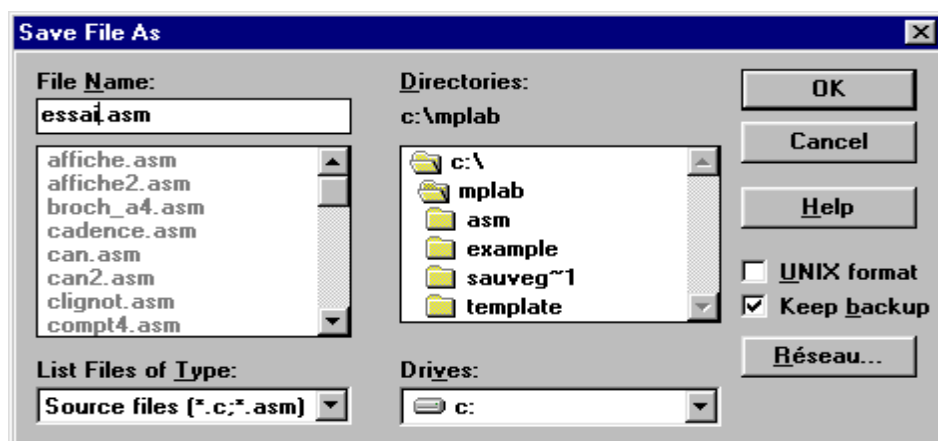 Save File As
File Name:
essai.asm
affiche.asm
affiche2.asm
broch_a4.asm
cadence.asm
can.asm
can2.asm
clignot.asm
compt4.asm
List Files of Type:
Source files (*.c;*.asm)
Directories:
c:\mplab
c:\
mplab
asm
example
sauveg~1
template
Drives:
c:
OK
Cancel
Help
UNIX format
Keep backup
Réseau...